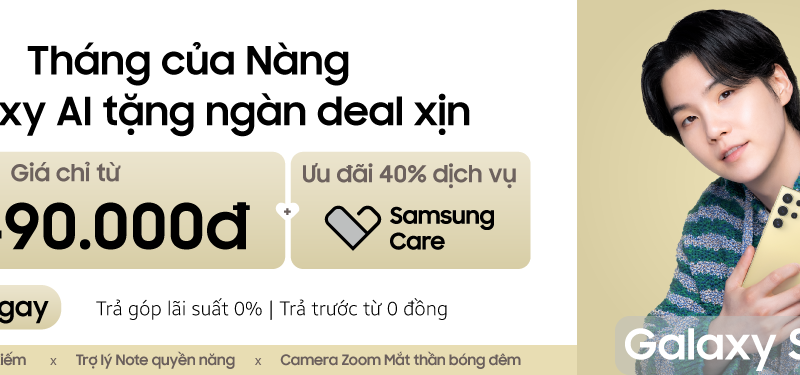 Tháng của Nàng
xy AI tặng ngàn deal xịn
Giá chỉ từ
90.000đ
+
Ưu đãi 40% dịch vụ
Samsung
Care
gay
Trả góp lãi suất 0% | Trả trước từ 0 đồng
iếm x Trợ lý Note quyền năng x Camera Zoom Mắt thần bóng đêm
Galaxy S